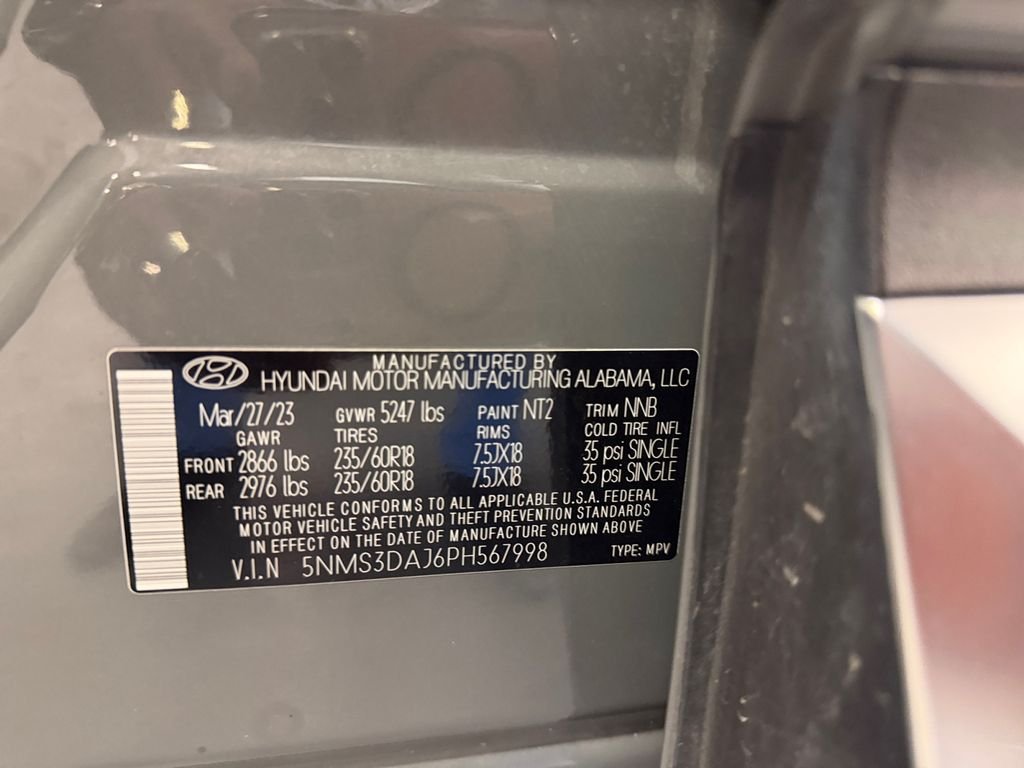 MANUFACTURED BY
HYUNDAI MOTOR MANUFACTURING ALABAMA, LLC
Mar/27/23 GVWR 5247 lbs PAINT NT2 TRIM NNB
GAWR TIRES RIMS COLD TIRE INFL
FRONT 2866 lbs 235/60R18 7.5JX18 35 psi SINGLE
REAR 2976 lbs 235/60R18 7.5JX18 35 psi SINGLE
THIS VEHICLE CONFORMS TO ALL APPLICABLE U.S.A. FEDERAL
MOTOR VEHICLE SAFETY AND THEFT PREVENTION STANDARDS
IN EFFECT ON THE DATE OF MANUFACTURE SHOWN ABOVE
V.I.N 5NMS3DAJ6PH567998 TYPE: MPV